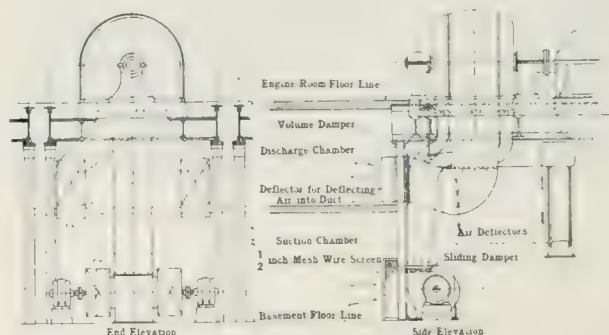 Engine Room Floor Line
Volume Damper
Discharge Chamber
Deflector for Deflecting
Air into Duct
Air Deflectors
Suction Chamber
1
2 inch Mesh Wire Screen
Sliding Damper
Basement Floor Line
End Elevation
Side Elevation